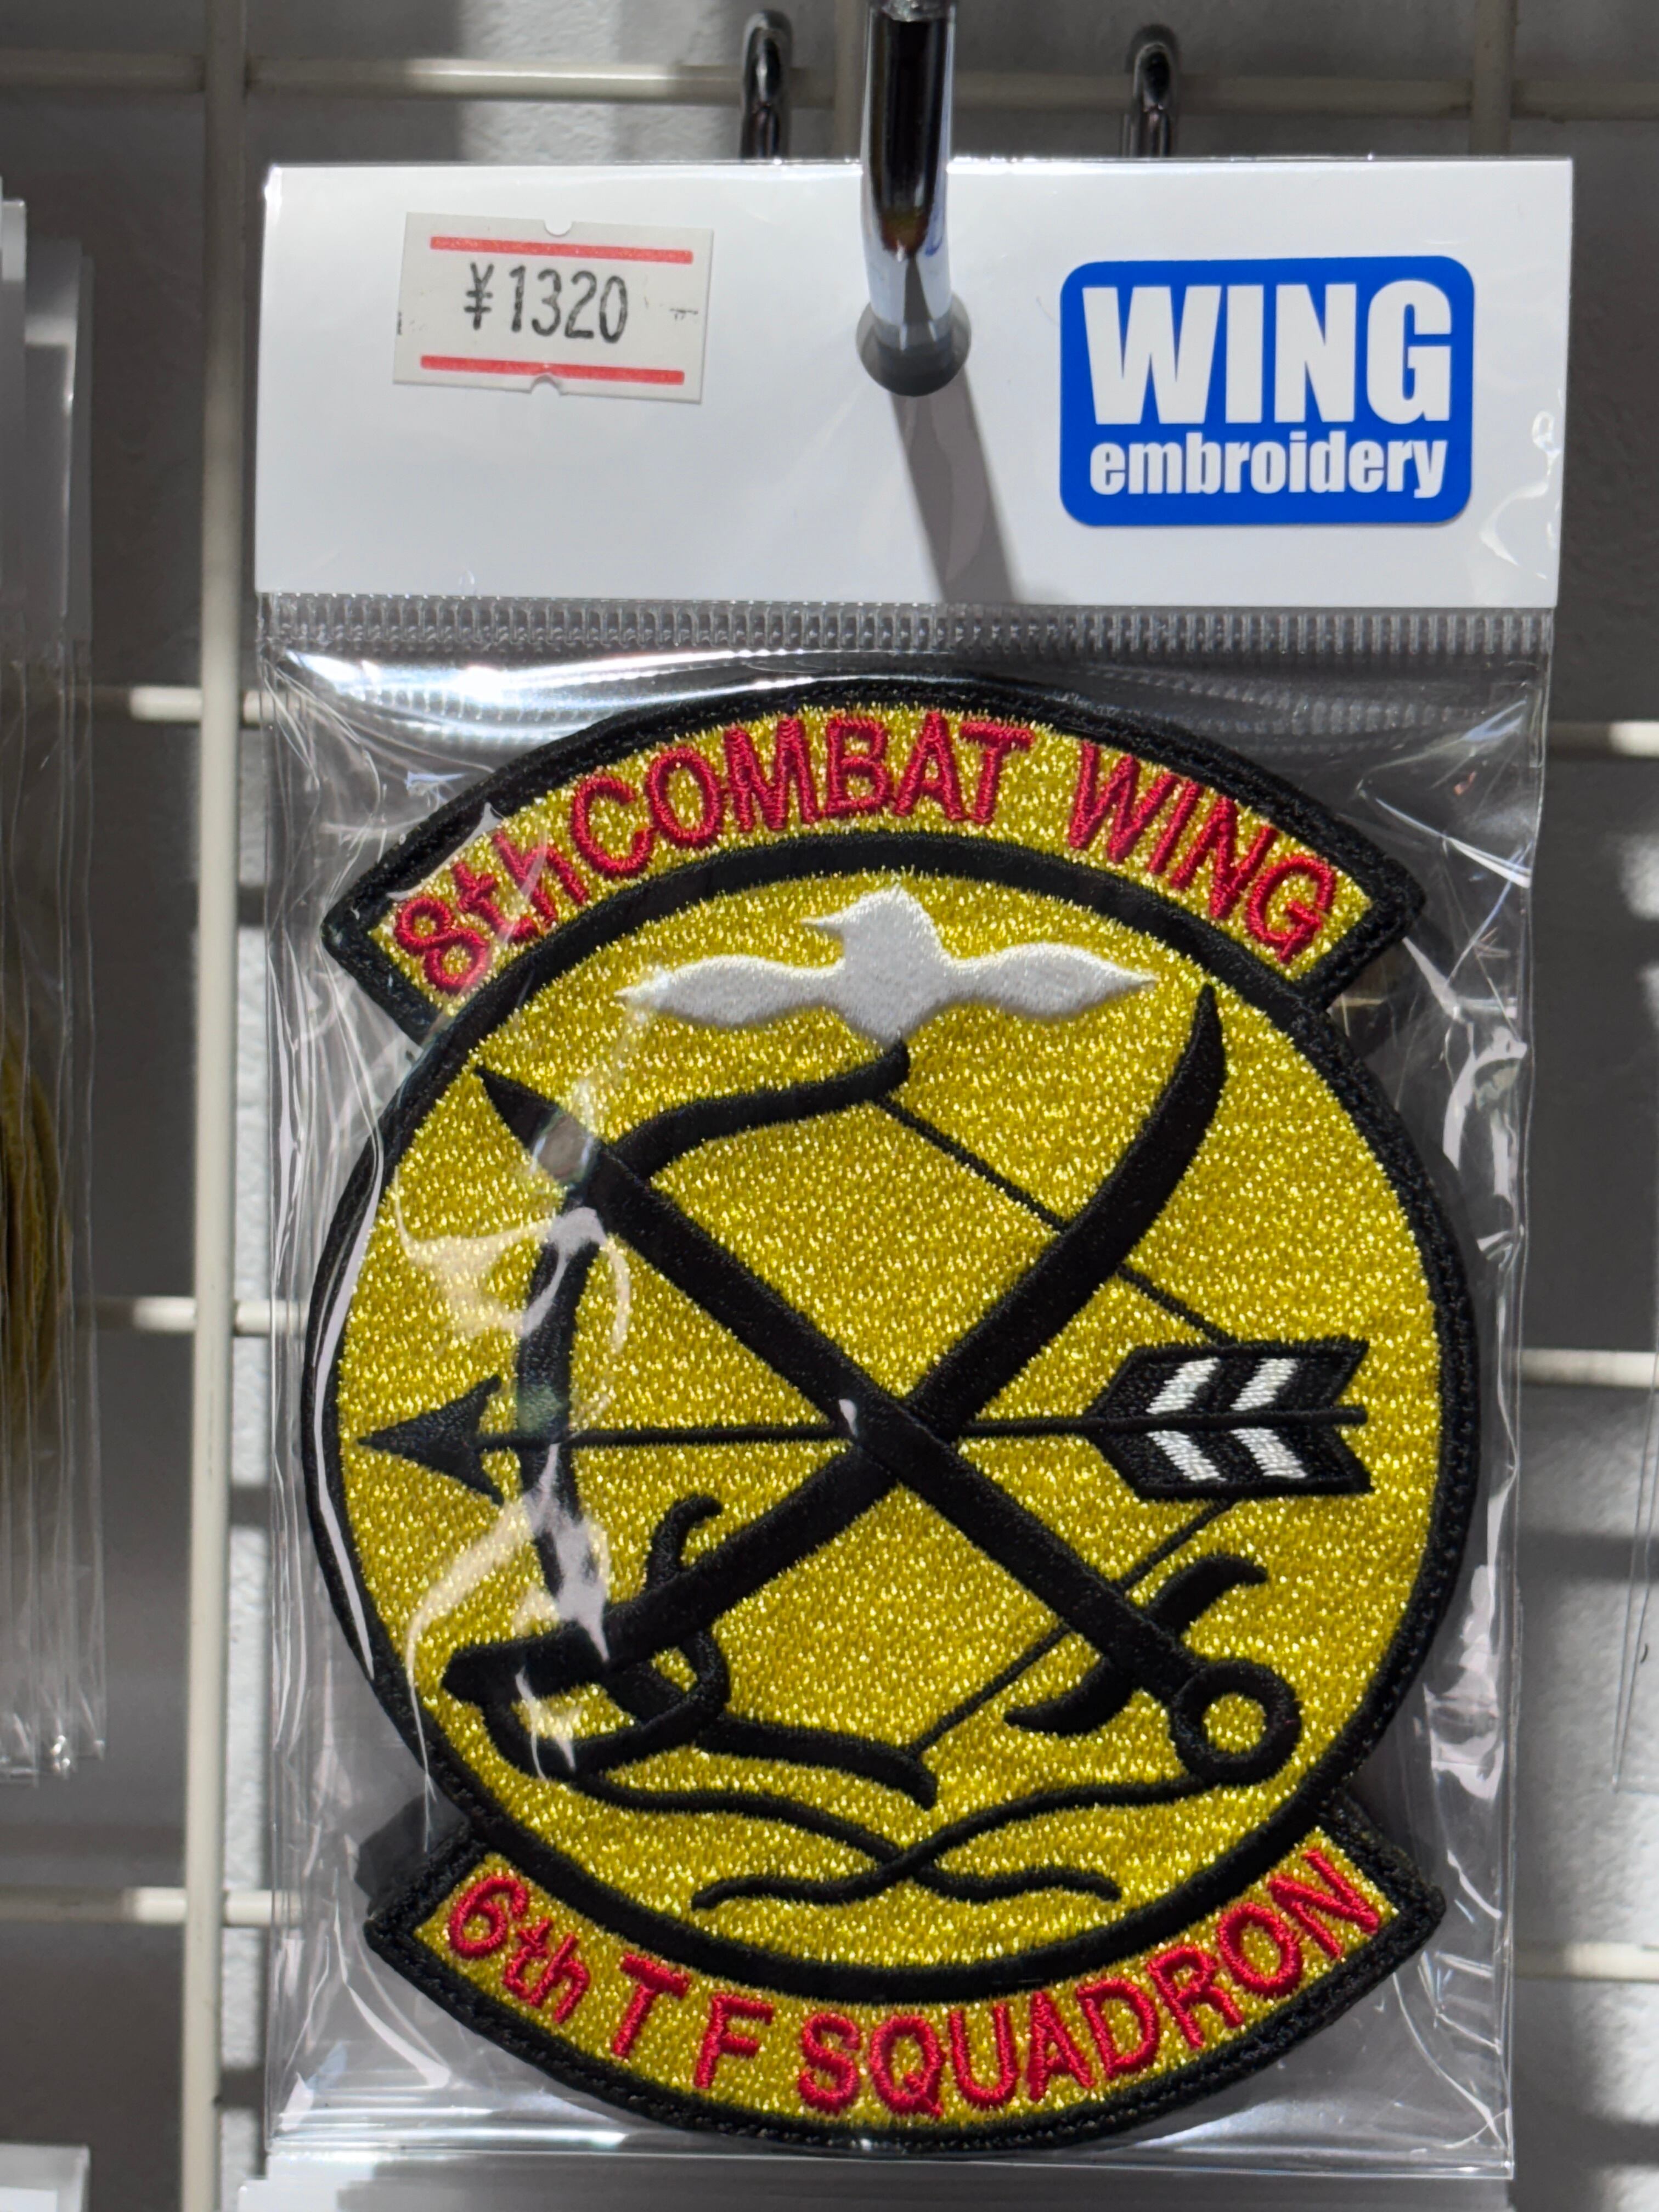 ¥1320
WING
embroidery
8th COMBAT WING
6th T F SQUADRON